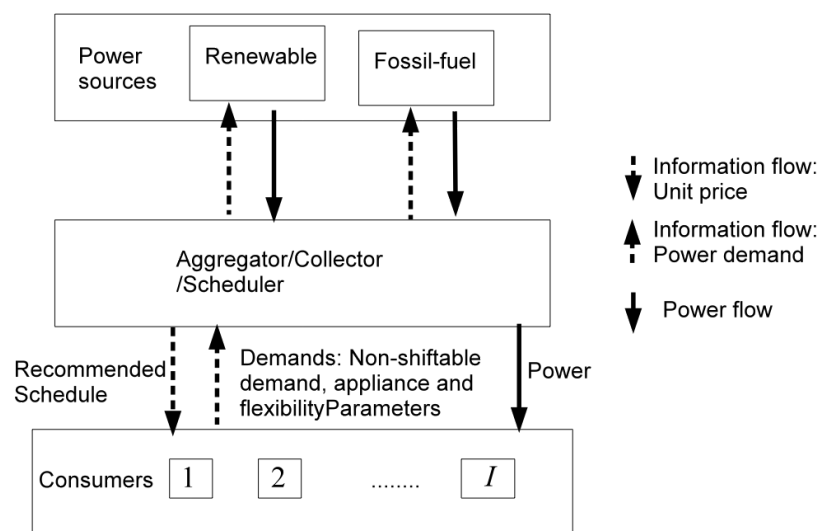 Power
sources
Renewable
Fossil-fuel
Information flow:
Unit price
Information flow:
Power demand
Power flow
Aggregator/Collector
/Scheduler
Recommended
Schedule
Demands: Non-shiftable
demand, appliance and
flexibilityParameters
Power
Consumers
1
2
........
I